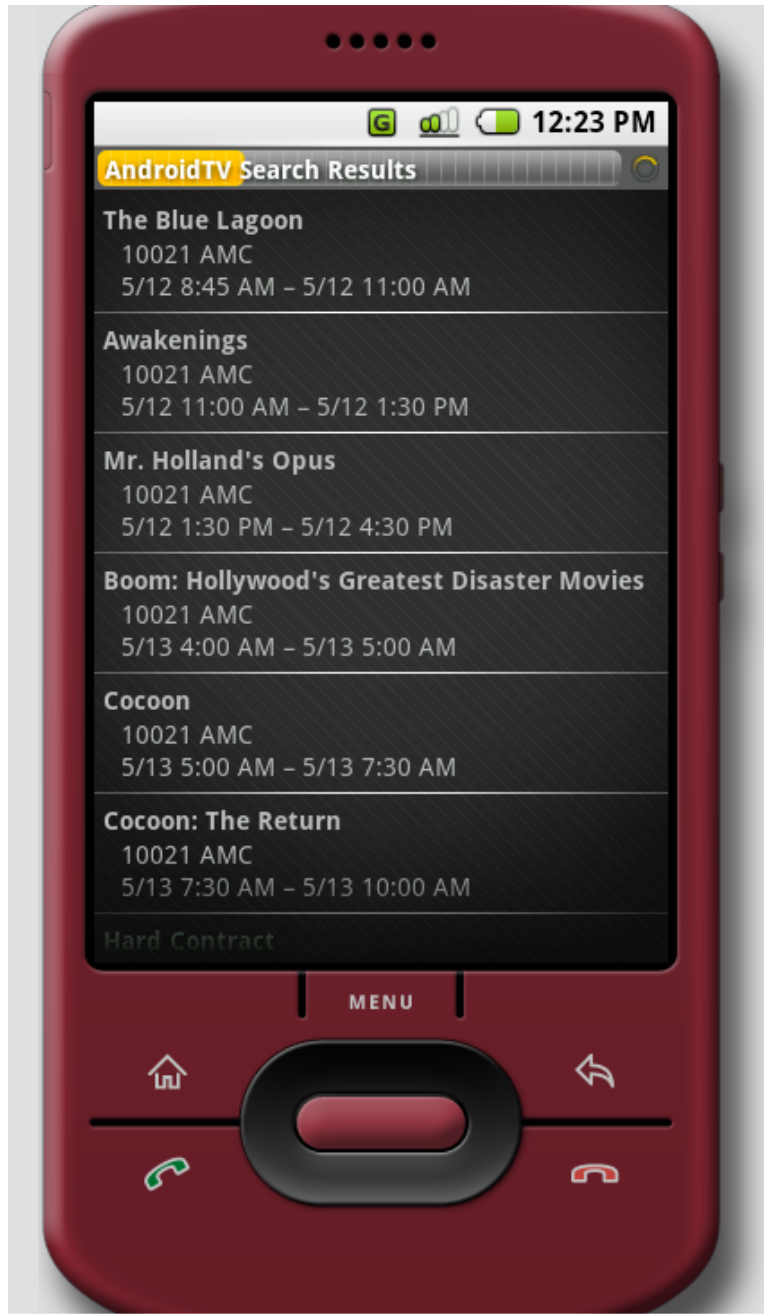 G 12:23 PM
AndroidTV Search Results
The Blue Lagoon
10021 AMC
5/12 8:45 AM – 5/12 11:00 AM
Awakenings
10021 AMC
5/12 11:00 AM – 5/12 1:30 PM
Mr. Holland's Opus
10021 AMC
5/12 1:30 PM – 5/12 4:30 PM
Boom: Hollywood's Greatest Disaster Movies
10021 AMC
5/13 4:00 AM – 5/13 5:00 AM
Cocoon
10021 AMC
5/13 5:00 AM – 5/13 7:30 AM
Cocoon: The Return
10021 AMC
5/13 7:30 AM – 5/13 10:00 AM
Hard Contract
MENU